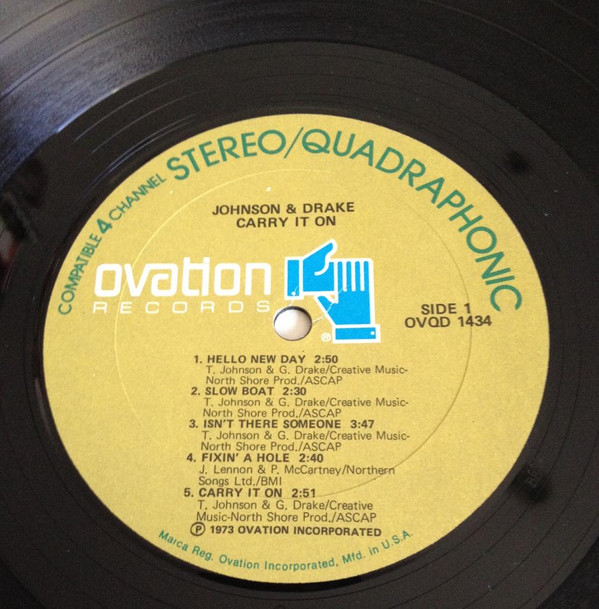 COMPATIBLE 4 CHANNEL STEREO/QUADRAPHONIC
JOHNSON & DRAKE
CARRY IT ON
ovation
RECORDS
®
SIDE 1
OVQD 1434
1. HELLO NEW DAY 2:50
T. Johnson & G. Drake/Creative Music-
North Shore Prod./ASCAP
2. SLOW BOAT 2:30
T. Johnson & G. Drake/Creative Music-
North Shore Prod./ASCAP
3. ISN'T THERE SOMEONE 3:47
T. Johnson & G. Drake/Creative Music-
North Shore Prod./ASCAP
4. FIXIN' A HOLE 2:40
J. Lennon & P. McCartney/Northern
Songs Ltd./BMI
5. CARRY IT ON 2:51
T. Johnson & G. Drake/Creative
Music-North Shore Prod./ASCAP
℗ 1973 OVATION INCORPORATED
Marca Reg. Ovation Incorporated, Mfd. in U.S.A.